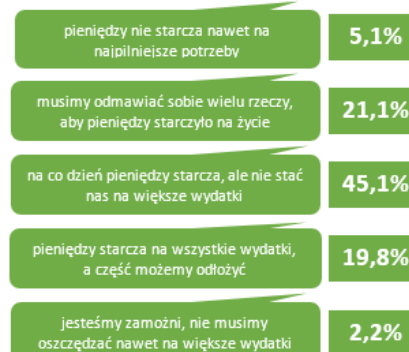 pieniędzy nie starcza nawet na
najpilniejsze potrzeby
5,1%
musimy odmawiać sobie wielu rzeczy,
aby pieniędzy starczyło na życie
21,1%
na co dzień pieniędzy starcza, ale nie stać
nas na większe wydatki
45,1%
pieniędzy starcza na wszystkie wydatki,
a część możemy odłożyć
19,8%
jesteśmy zamożni, nie musimy
oszczędzać nawet na większe wydatki
2,2%